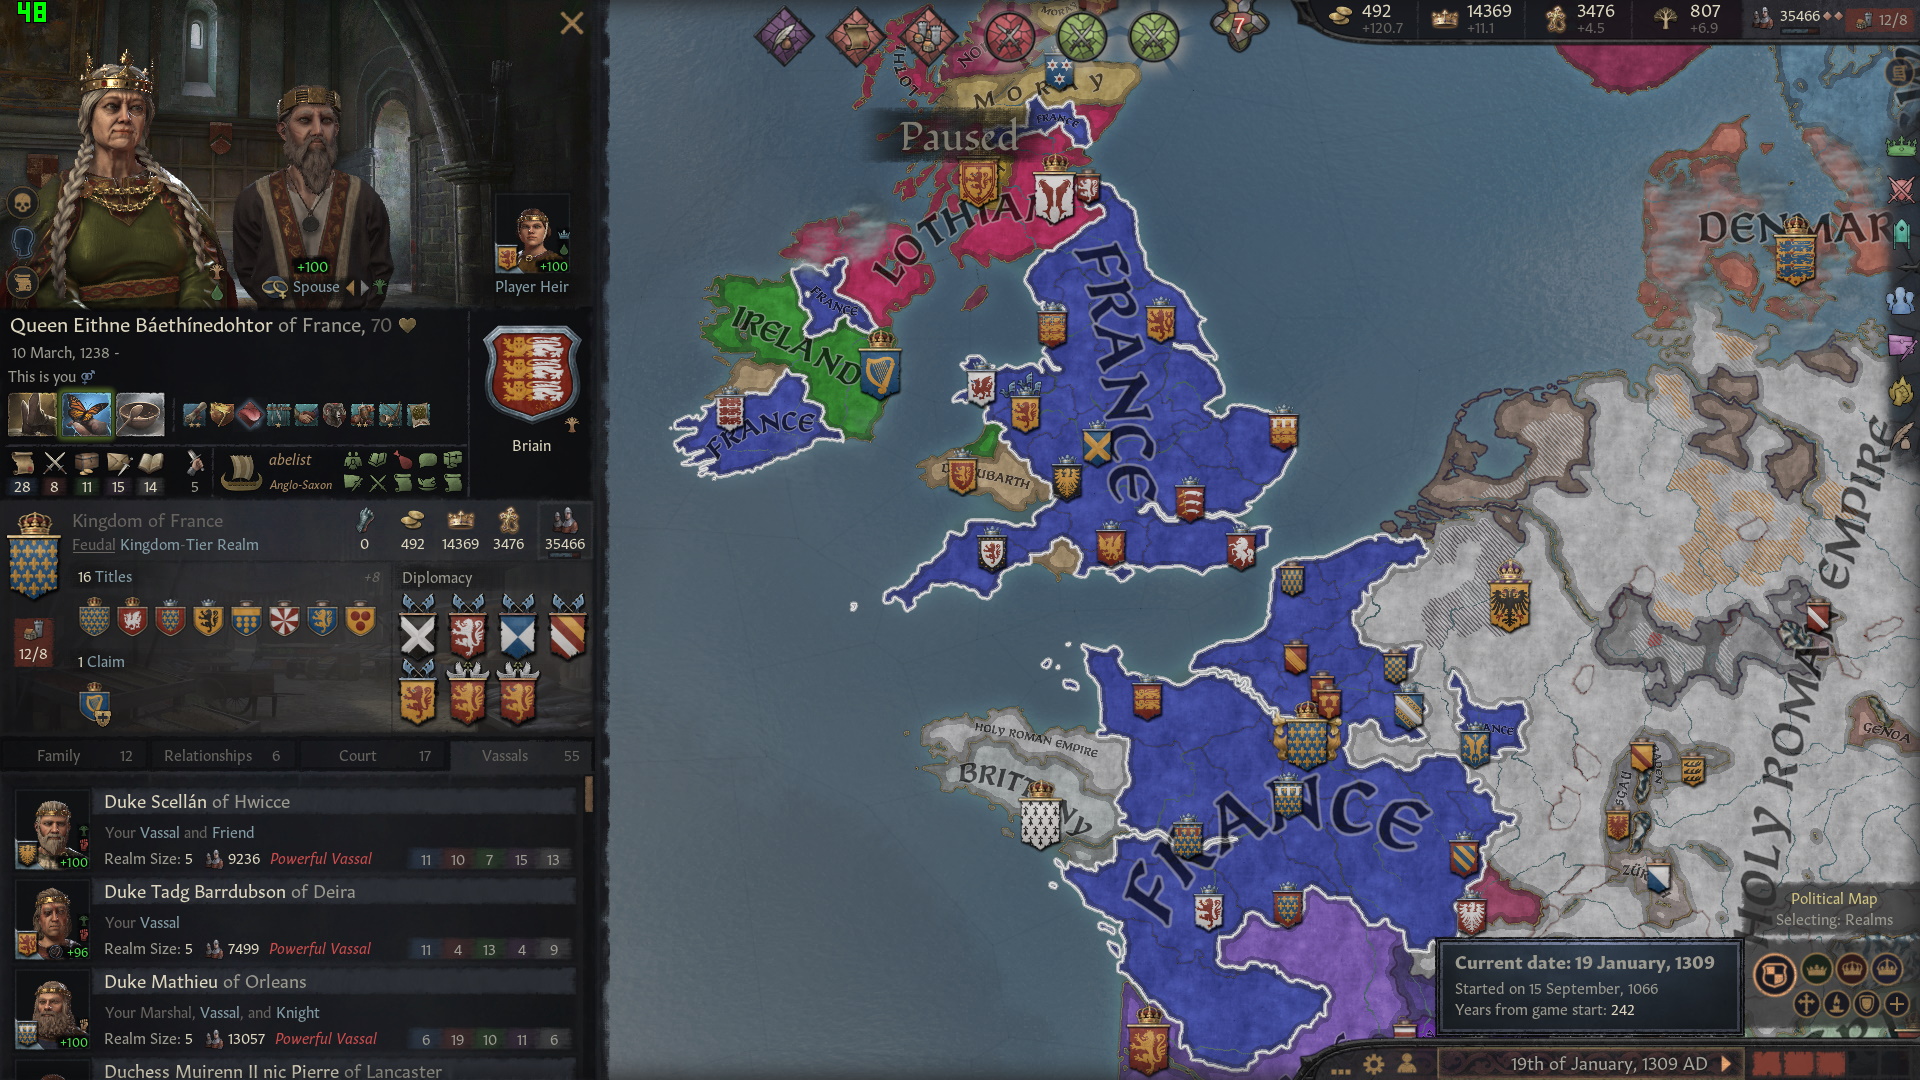 48
492
+120.7
14369
+11.1
3476
+4.5
807
+6.9
35466
12/8
7
Paused
+100
Spouse
+100
Player Heir
Queen Eithne Báethínedohtor of France, 70
10 March, 1238 -
This is you
Briain
28
8
11
15
14
5
abelist
Anglo-Saxon
Kingdom of France
Feudal Kingdom-Tier Realm
0
492
14369
3476
35466
16 Titles
+8
Diplomacy
12/8
1 Claim
Family 12
Relationships 6
Court 17
Vassals 55
Duke Scellán of Hwicce
Your Vassal and Friend
+100
Realm Size: 5 9236 Powerful Vassal 11 10 7 15 13
Duke Tadg Barrdubson of Deira
Your Vassal
+96
Realm Size: 5 7499 Powerful Vassal 11 4 13 4 9
Duke Mathieu of Orleans
Your Marshal, Vassal, and Knight
+100
Realm Size: 5 13057 Powerful Vassal 6 19 10 11 6
Duchess Muirenn II nic Pierre of Lancaster
MORAY
FRANCE
LOTHIAN
FRANCE
IRELAND
FRANCE
FRANCE
DENMAR
HOLY ROMAN EMPIRE
BRITTANY
FRANCE
HOLY ROMAN EMPIRE
GENOA
Political Map
Selecting: Realms
Current date: 19 January, 1309
Started on 15 September, 1066
Years from game start: 242
19th of January, 1309 AD